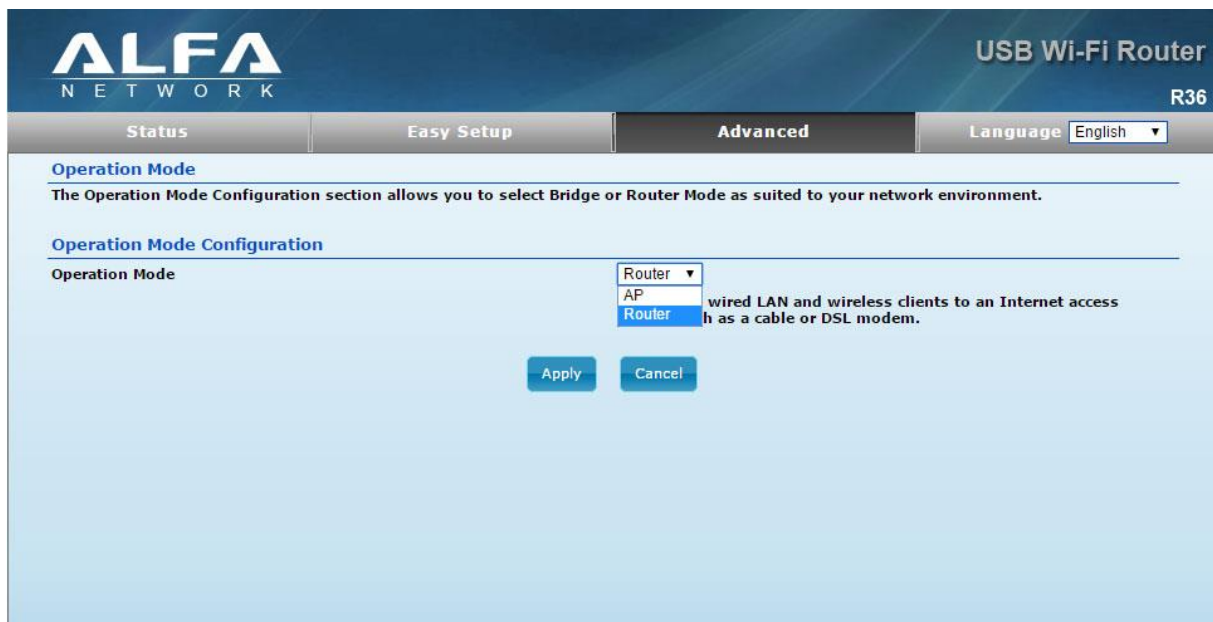 ALFA
NETWORK
USB Wi-Fi Router
R36
Status
Easy Setup
Advanced
Language English
Operation Mode
The Operation Mode Configuration section allows you to select Bridge or Router Mode as suited to your network environment.
Operation Mode Configuration
Operation Mode
Router
AP
wired LAN and wireless clients to an Internet access
Router
as a cable or DSL modem.
Apply
Cancel